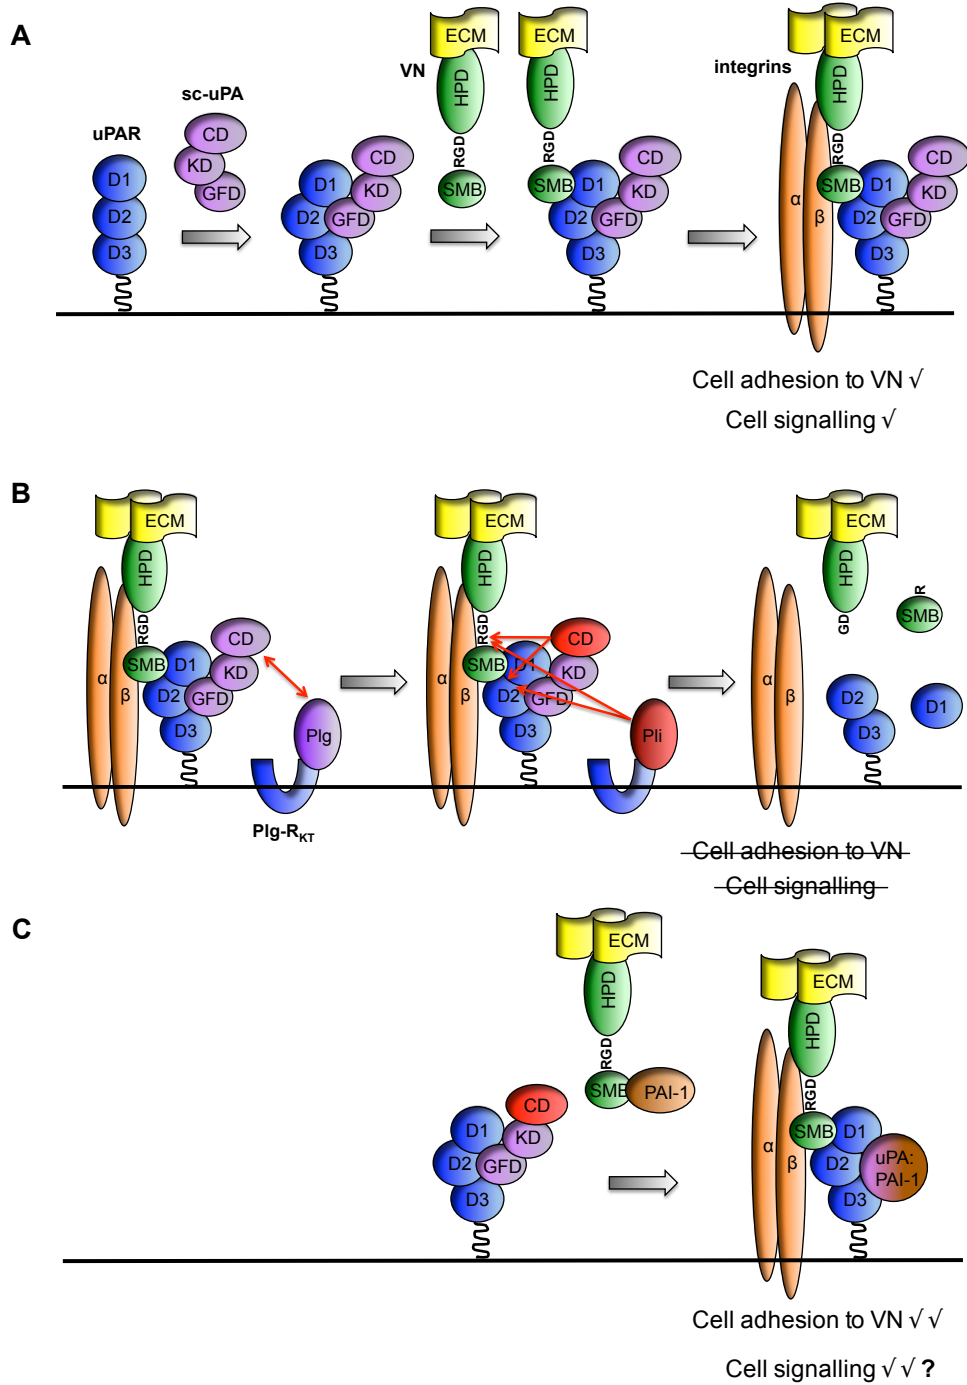 A
ECM
ECM
ECM
VN
integrins
HPD
HPD
HPD
sc-uPA
uPAR
CD
CD
CD
RGD
RGD
RGD
KD
KD
KD
D1
D1
SMB
SMB
D1
SMB
D1
GFD
α
β
D2
D2
GFD
D2
GFD
D2
GFD
D3
D3
D3
D3
Cell adhesion to VN √
Cell signalling √
B
ECM
ECM
ECM
HPD
HPD
HPD
R
SMB
RGD
RGD
GD
CD
CD
SMB
D1
KD
SMB
D1
KD
α
β
D2
GFD
α
β
D2
GFD
α
β
D2
D1
D3
Plg
D3
Pli
D3
Plg-RKT
Cell adhesion to VN
Cell signalling
C
ECM
ECM
HPD
HPD
RGD
RGD
SMB
PAI-1
CD
D1
KD
SMB
D1
α
β
D2
GFD
D2
uPA:
PAI-1
D3
D3
Cell adhesion to VN √ √
Cell signalling √ √ ?